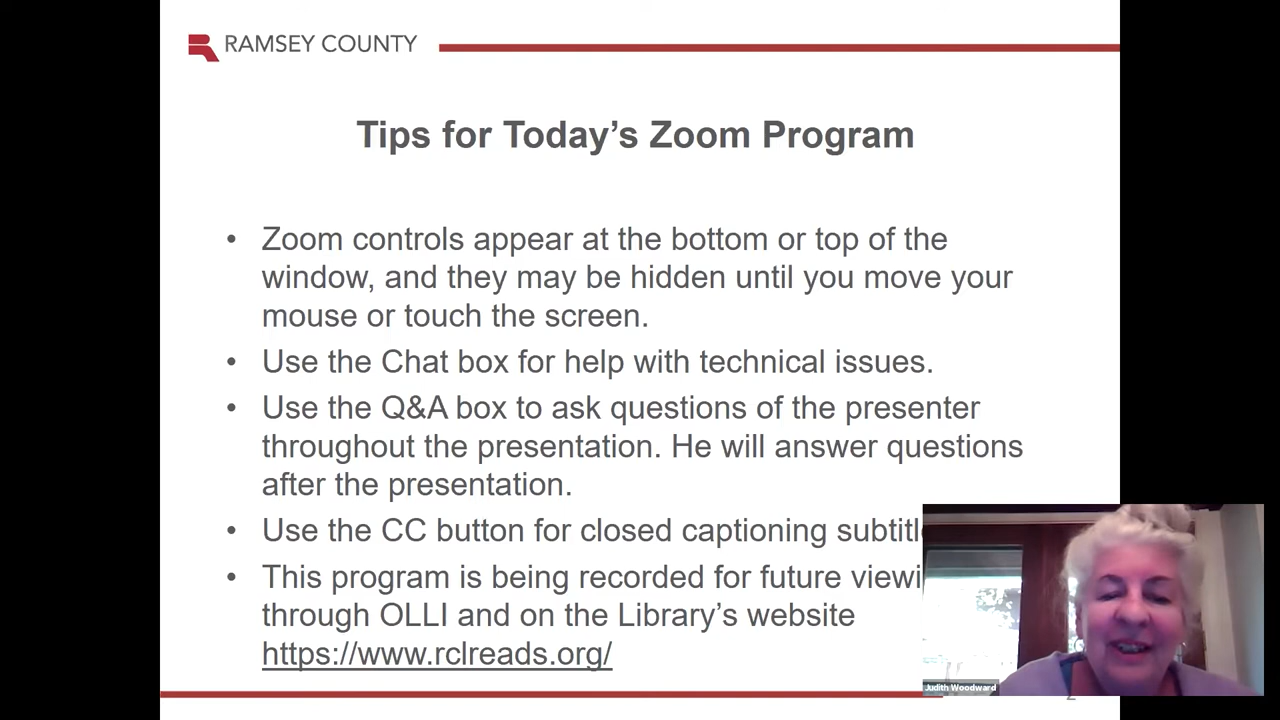 RAMSEY COUNTY
Tips for Today’s Zoom Program
• Zoom controls appear at the bottom or top of the
window, and they may be hidden until you move your
mouse or touch the screen.
• Use the Chat box for help with technical issues.
• Use the Q&A box to ask questions of the presenter
throughout the presentation. He will answer questions
after the presentation.
• Use the CC button for closed captioning
• This program is being recorded for future
through OLLI and on the Library’s website
https://www.rclreads.org/
Judith Woodward